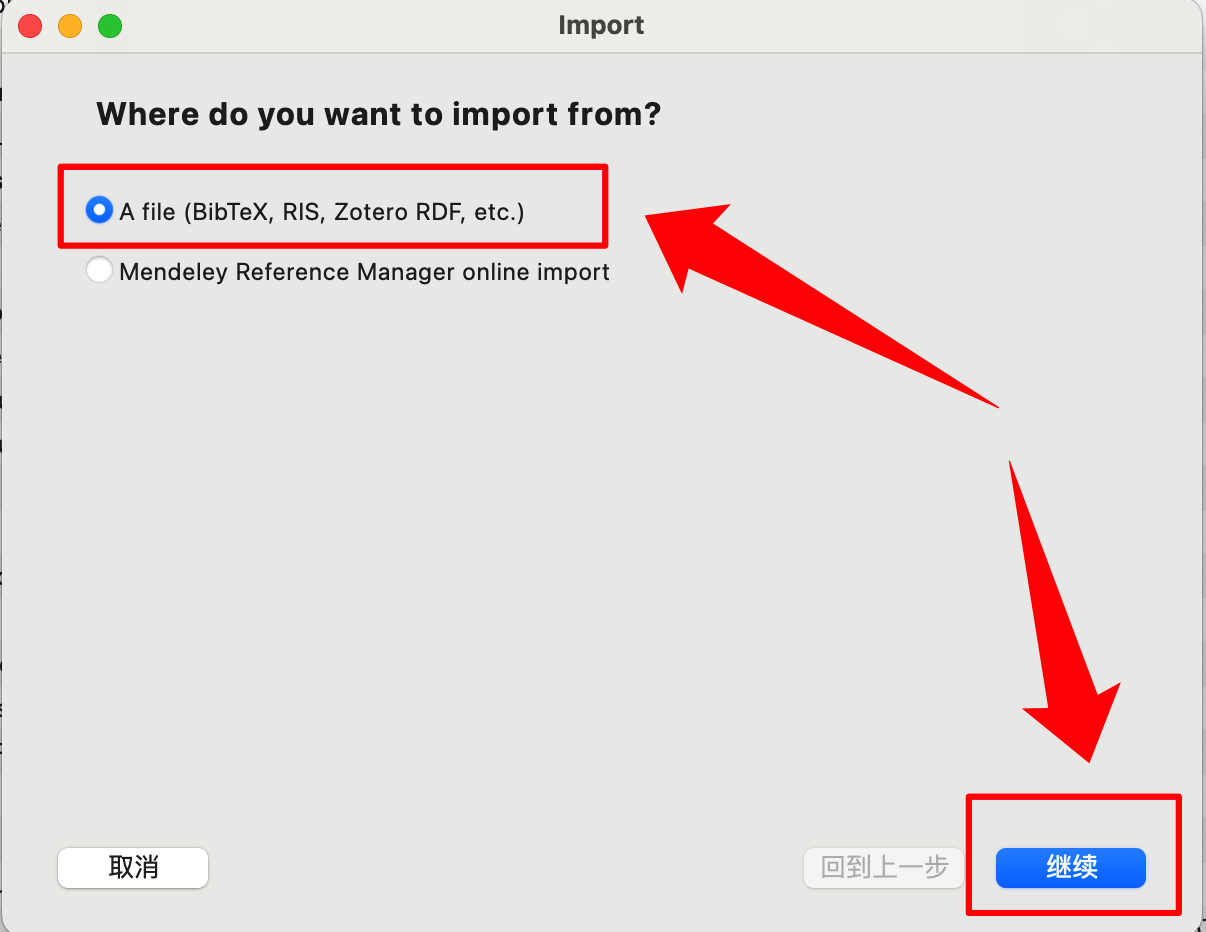 Import
Where do you want to import from?
A file (BibTeX, RIS, Zotero RDF, etc.)
Mendeley Reference Manager online import
取消
回到上一步
继续